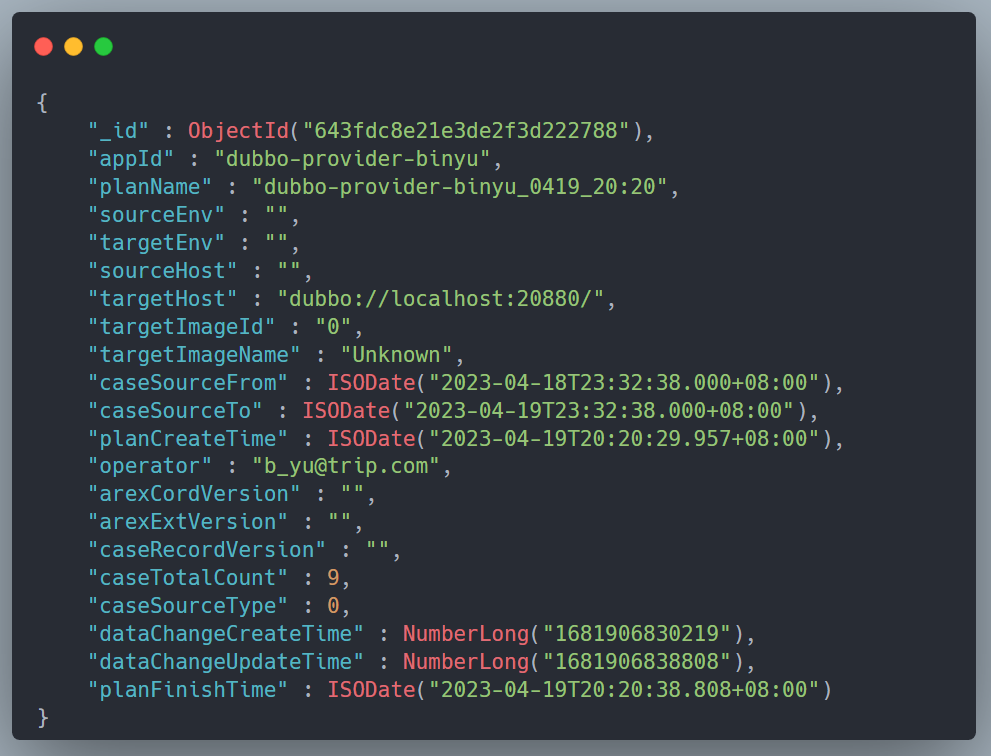 {
    "_id" : ObjectId("643fdc8e21e3de2f3d222788"),
    "appId" : "dubbo-provider-binyu",
    "planName" : "dubbo-provider-binyu_0419_20:20",
    "sourceEnv" : "",
    "targetEnv" : "",
    "sourceHost" : "",
    "targetHost" : "dubbo://localhost:20880/",
    "targetImageId" : "0",
    "targetImageName" : "Unknown",
    "caseSourceFrom" : ISODate("2023-04-18T23:32:38.000+08:00"),
    "caseSourceTo" : ISODate("2023-04-19T23:32:38.000+08:00"),
    "planCreateTime" : ISODate("2023-04-19T20:20:29.957+08:00"),
    "operator" : "b_yu@trip.com",
    "arexCordVersion" : "",
    "arexExtVersion" : "",
    "caseRecordVersion" : "",
    "caseTotalCount" : 9,
    "caseSourceType" : 0,
    "dataChangeCreateTime" : NumberLong("1681906830219"),
    "dataChangeUpdateTime" : NumberLong("1681906838808"),
    "planFinishTime" : ISODate("2023-04-19T20:20:38.808+08:00")
}